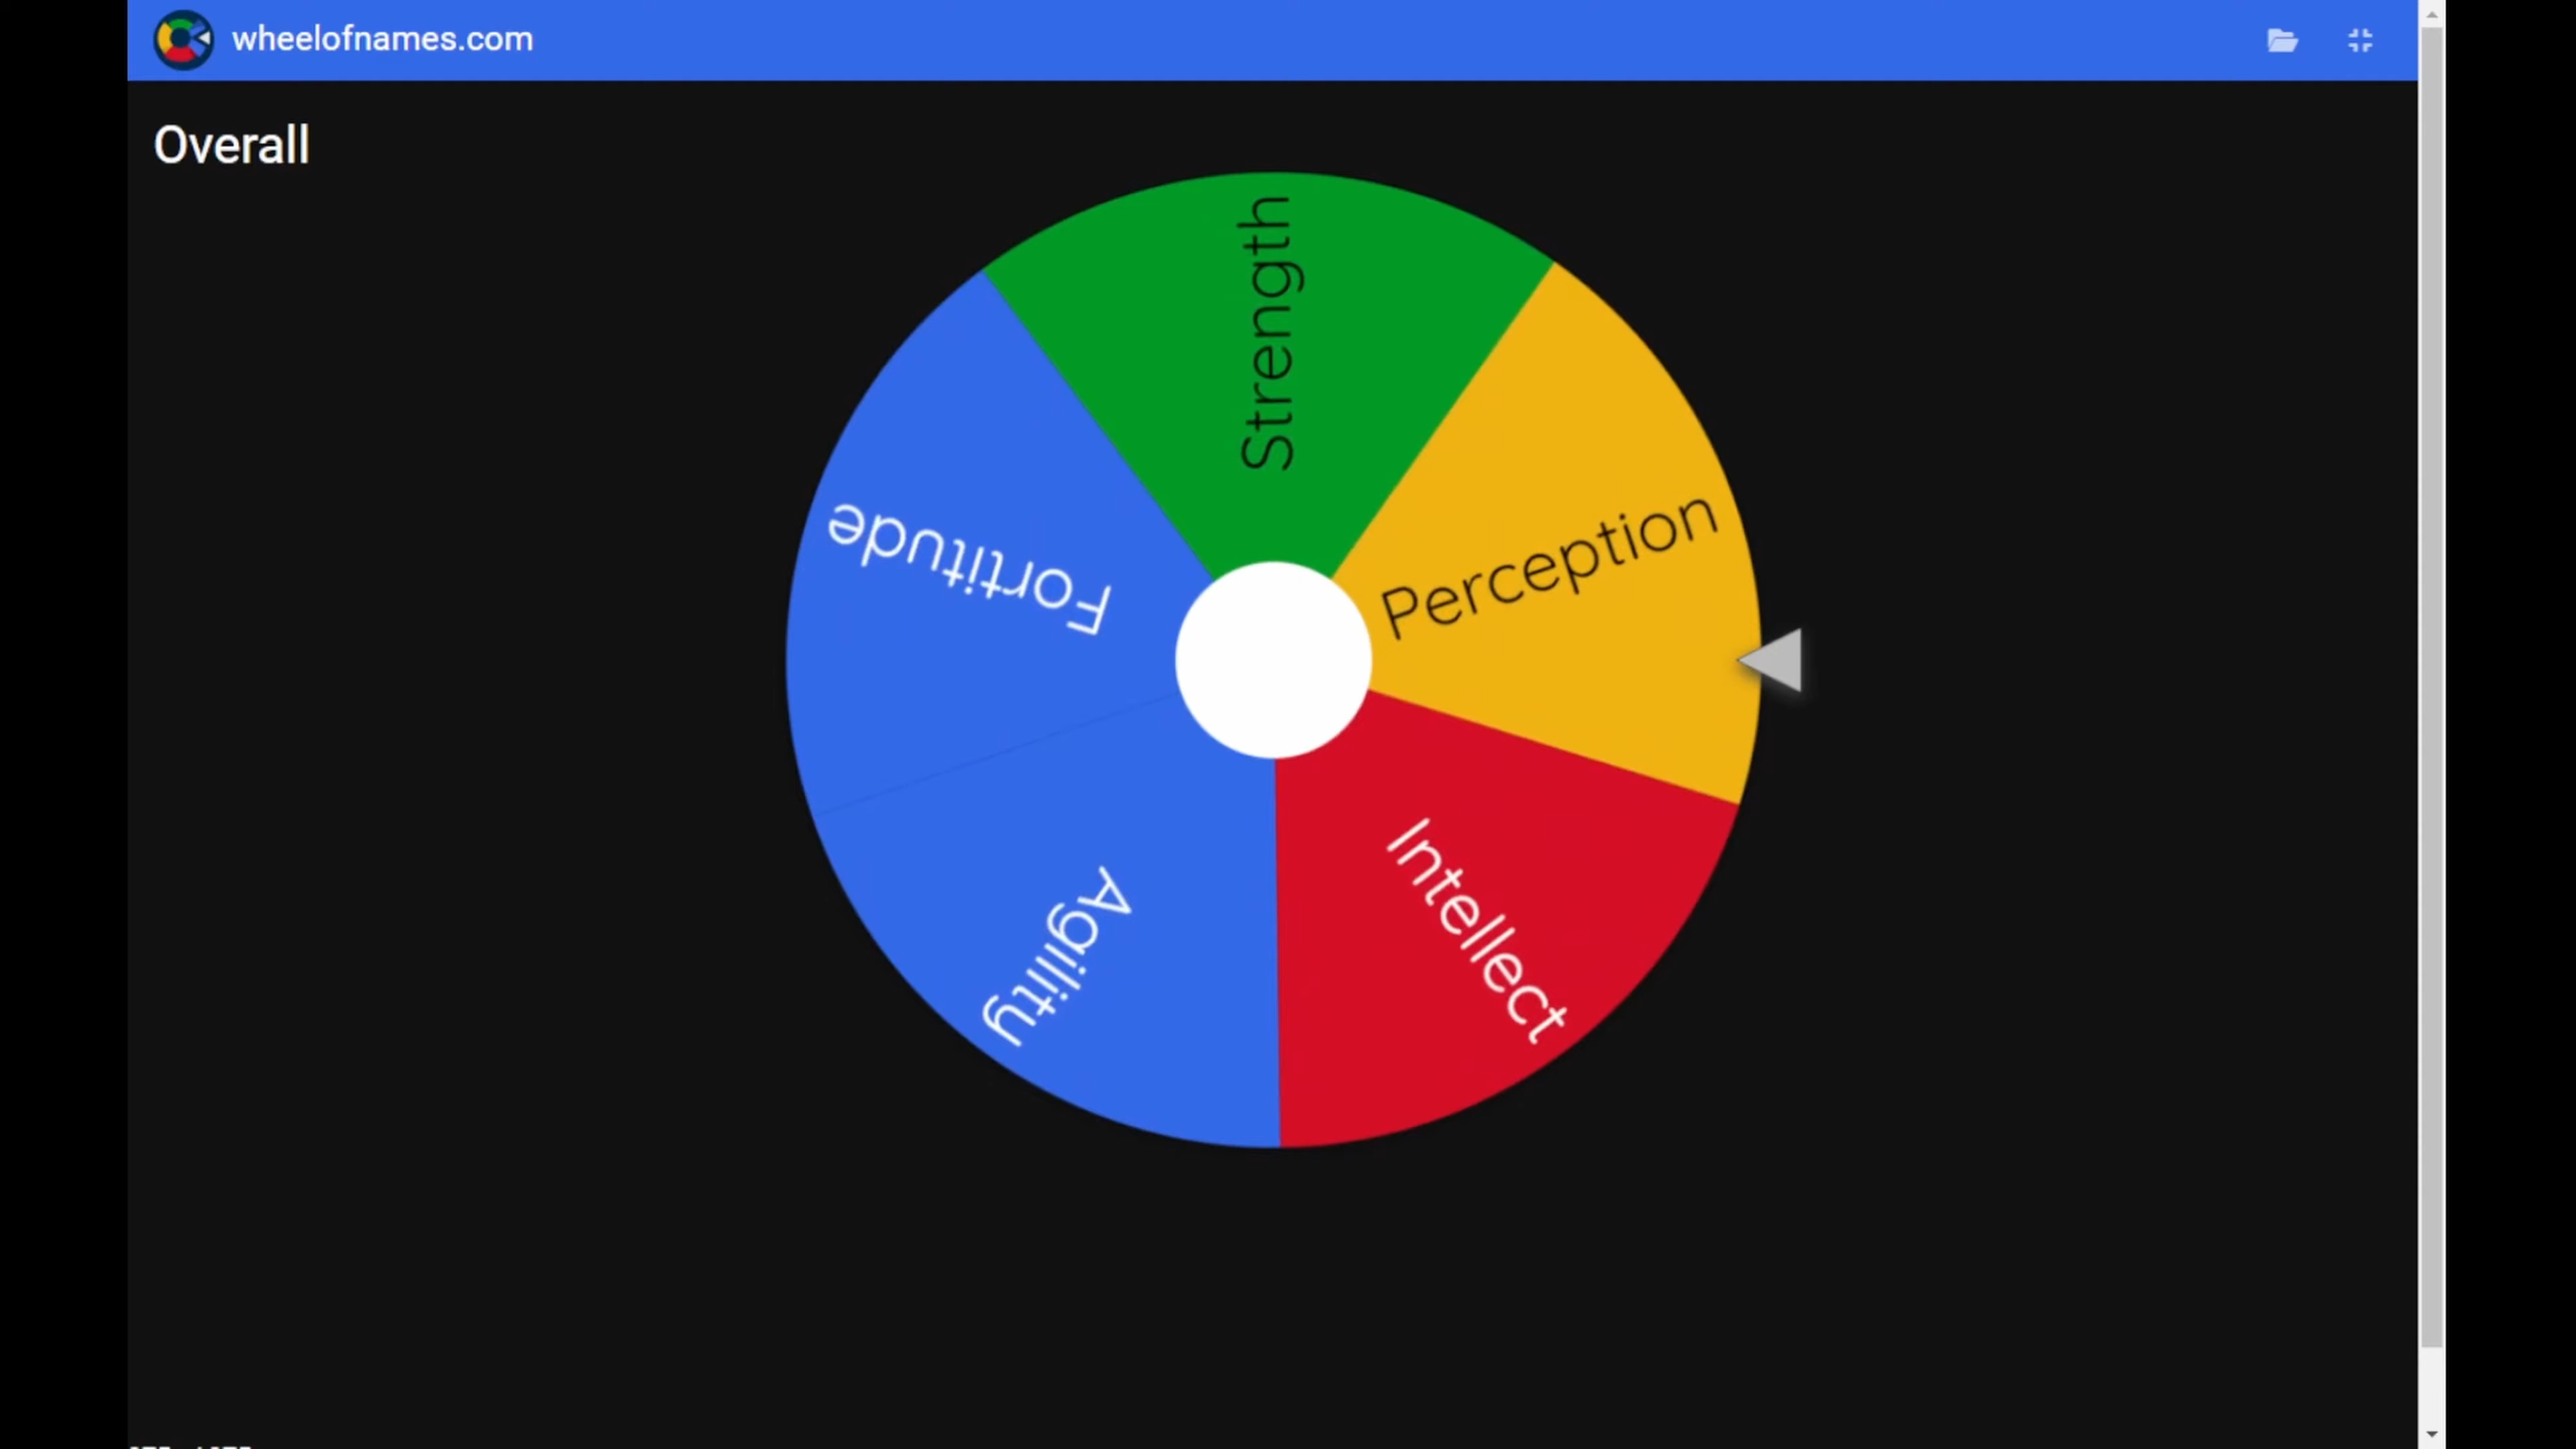 wheelofnames.com
Overall
Strength
Perception
Fortitude
Intellect
Agility